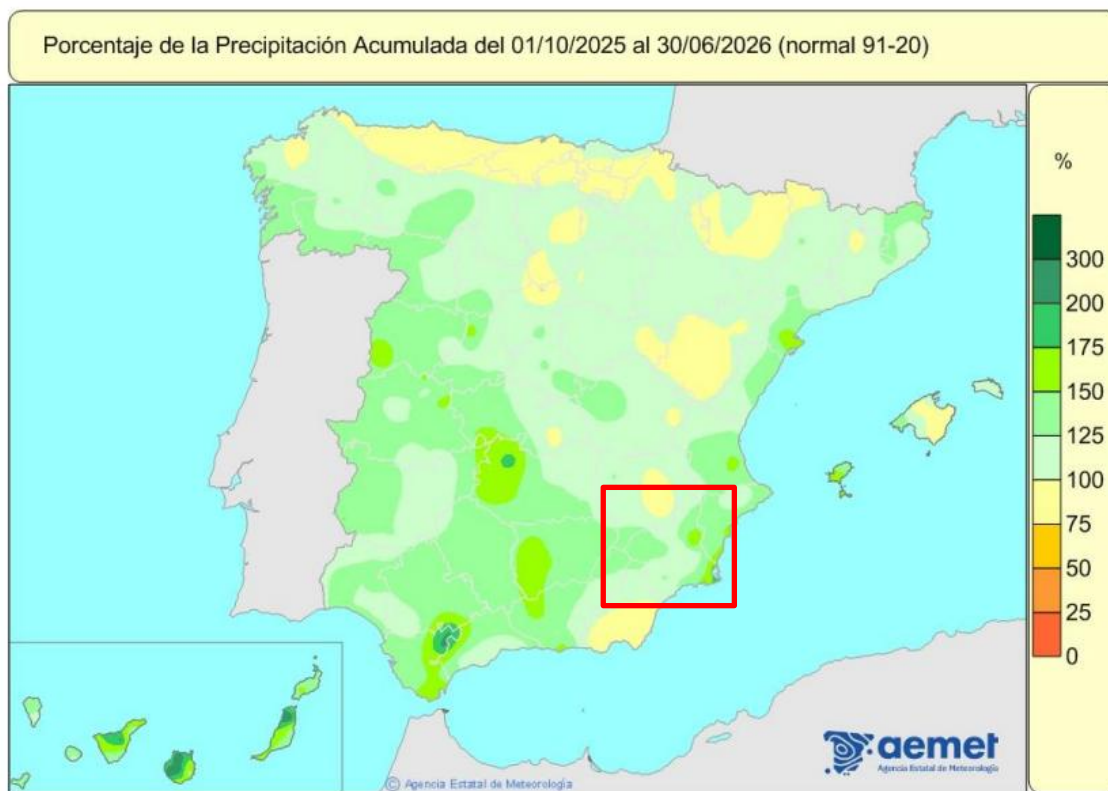 Porcentaje de la Precipitación Acumulada del 01/10/2025 al 30/06/2026 (normal 91-20)
%
300
200
175
150
125
100
75
50
25
0
aemet
Agencia Estatal de Meteorología
© Agencia Estatal de Meteorología